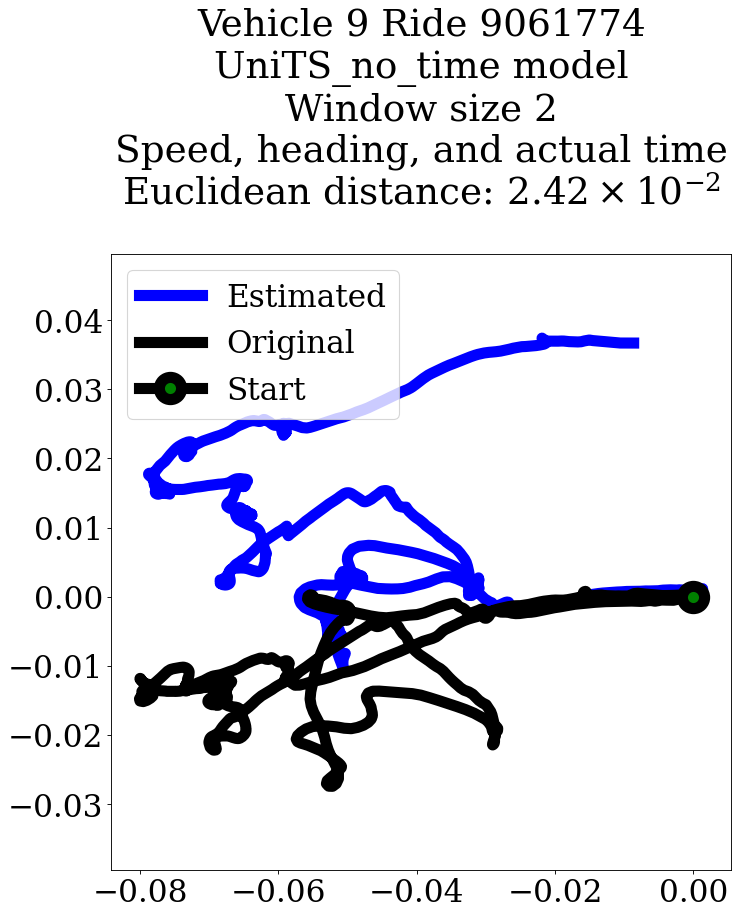 Vehicle 9 Ride 9061774
UniTS_no_time model
Window size 2
Speed, heading, and actual time
Euclidean distance: 2.42 × 10⁻²
Estimated
Original
Start
0.04
0.03
0.02
0.01
0.00
−0.01
−0.02
−0.03
−0.08 −0.06 −0.04 −0.02 0.00